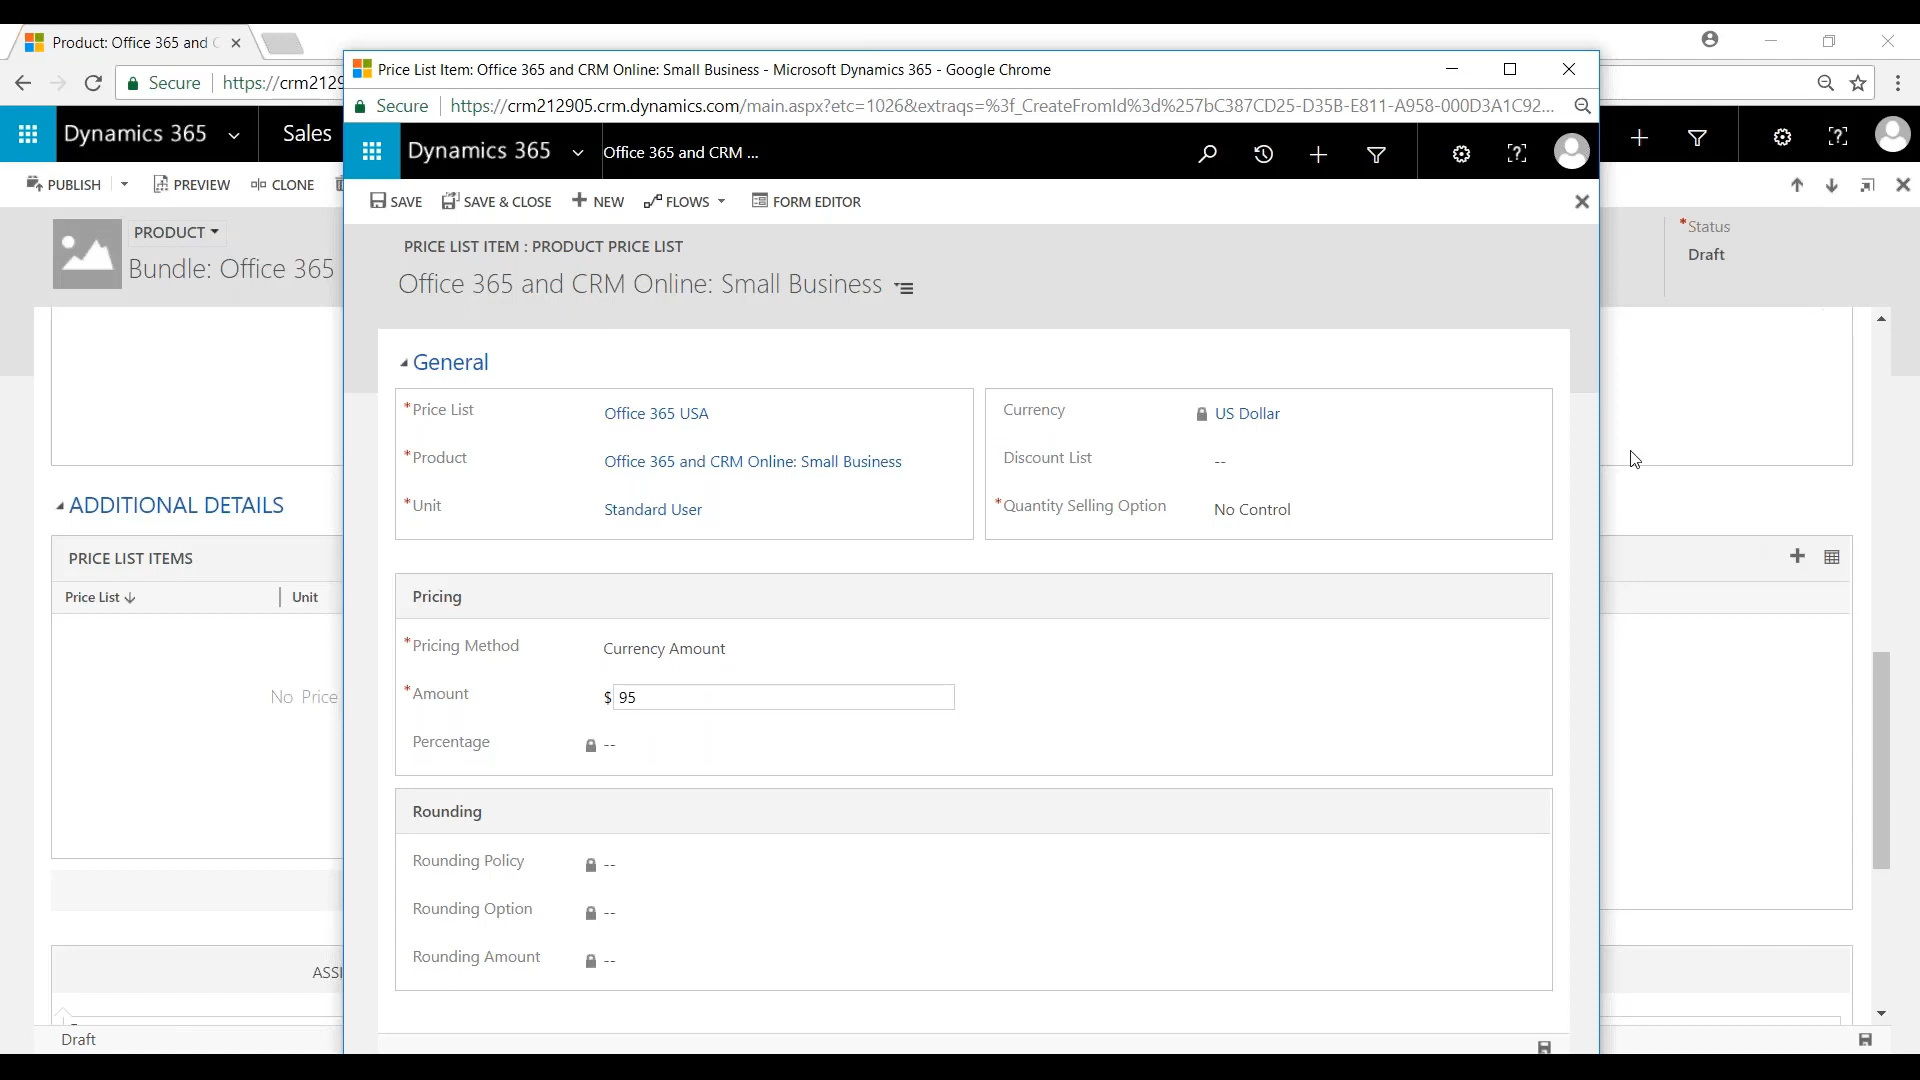 Product: Office 365 and C
Secure
https://crm2129
Dynamics 365
Sales
PUBLISH
PREVIEW
CLONE
PRODUCT
Bundle: Office 365
* Status
Draft
ADDITIONAL DETAILS
PRICE LIST ITEMS
Price List
Unit
No Price
ASSI
Draft
Price List Item: Office 365 and CRM Online: Small Business - Microsoft Dynamics 365 - Google Chrome
Secure
https://crm212905.crm.dynamics.com/main.aspx?etc=1026&extraqs=%3f_CreateFromId%3d%257bC387CD25-D35B-E811-A958-000D3A1C92...
Dynamics 365
Office 365 and CRM ...
SAVE
SAVE & CLOSE
NEW
FLOWS
FORM EDITOR
PRICE LIST ITEM : PRODUCT PRICE LIST
Office 365 and CRM Online: Small Business
General
* Price List Office 365 USA
* Product Office 365 and CRM Online: Small Business
* Unit Standard User
Currency US Dollar
Discount List --
* Quantity Selling Option No Control
Pricing
* Pricing Method Currency Amount
* Amount $ 95
Percentage --
Rounding
Rounding Policy --
Rounding Option --
Rounding Amount --